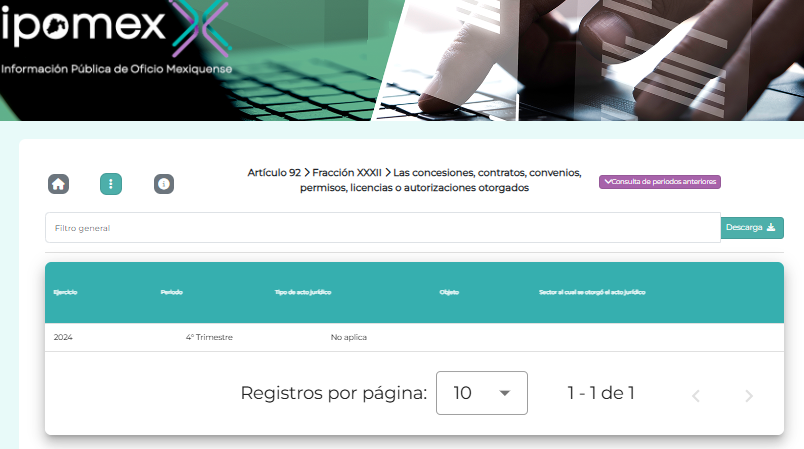 ipomex
Información Pública de Oficio Mexiquense
Artículo 92 > Fracción XXXII > Las concesiones, contratos, convenios,
permisos, licencias o autorizaciones otorgados
Consulta de periodos anteriores
Filtro general
Descarga
Ejercicio Periodo Tipo de acto jurídico Objeto Sector al cual se otorgó el acto jurídico
2024 4° Trimestre No aplica
Registros por página: 10 1 - 1 de 1